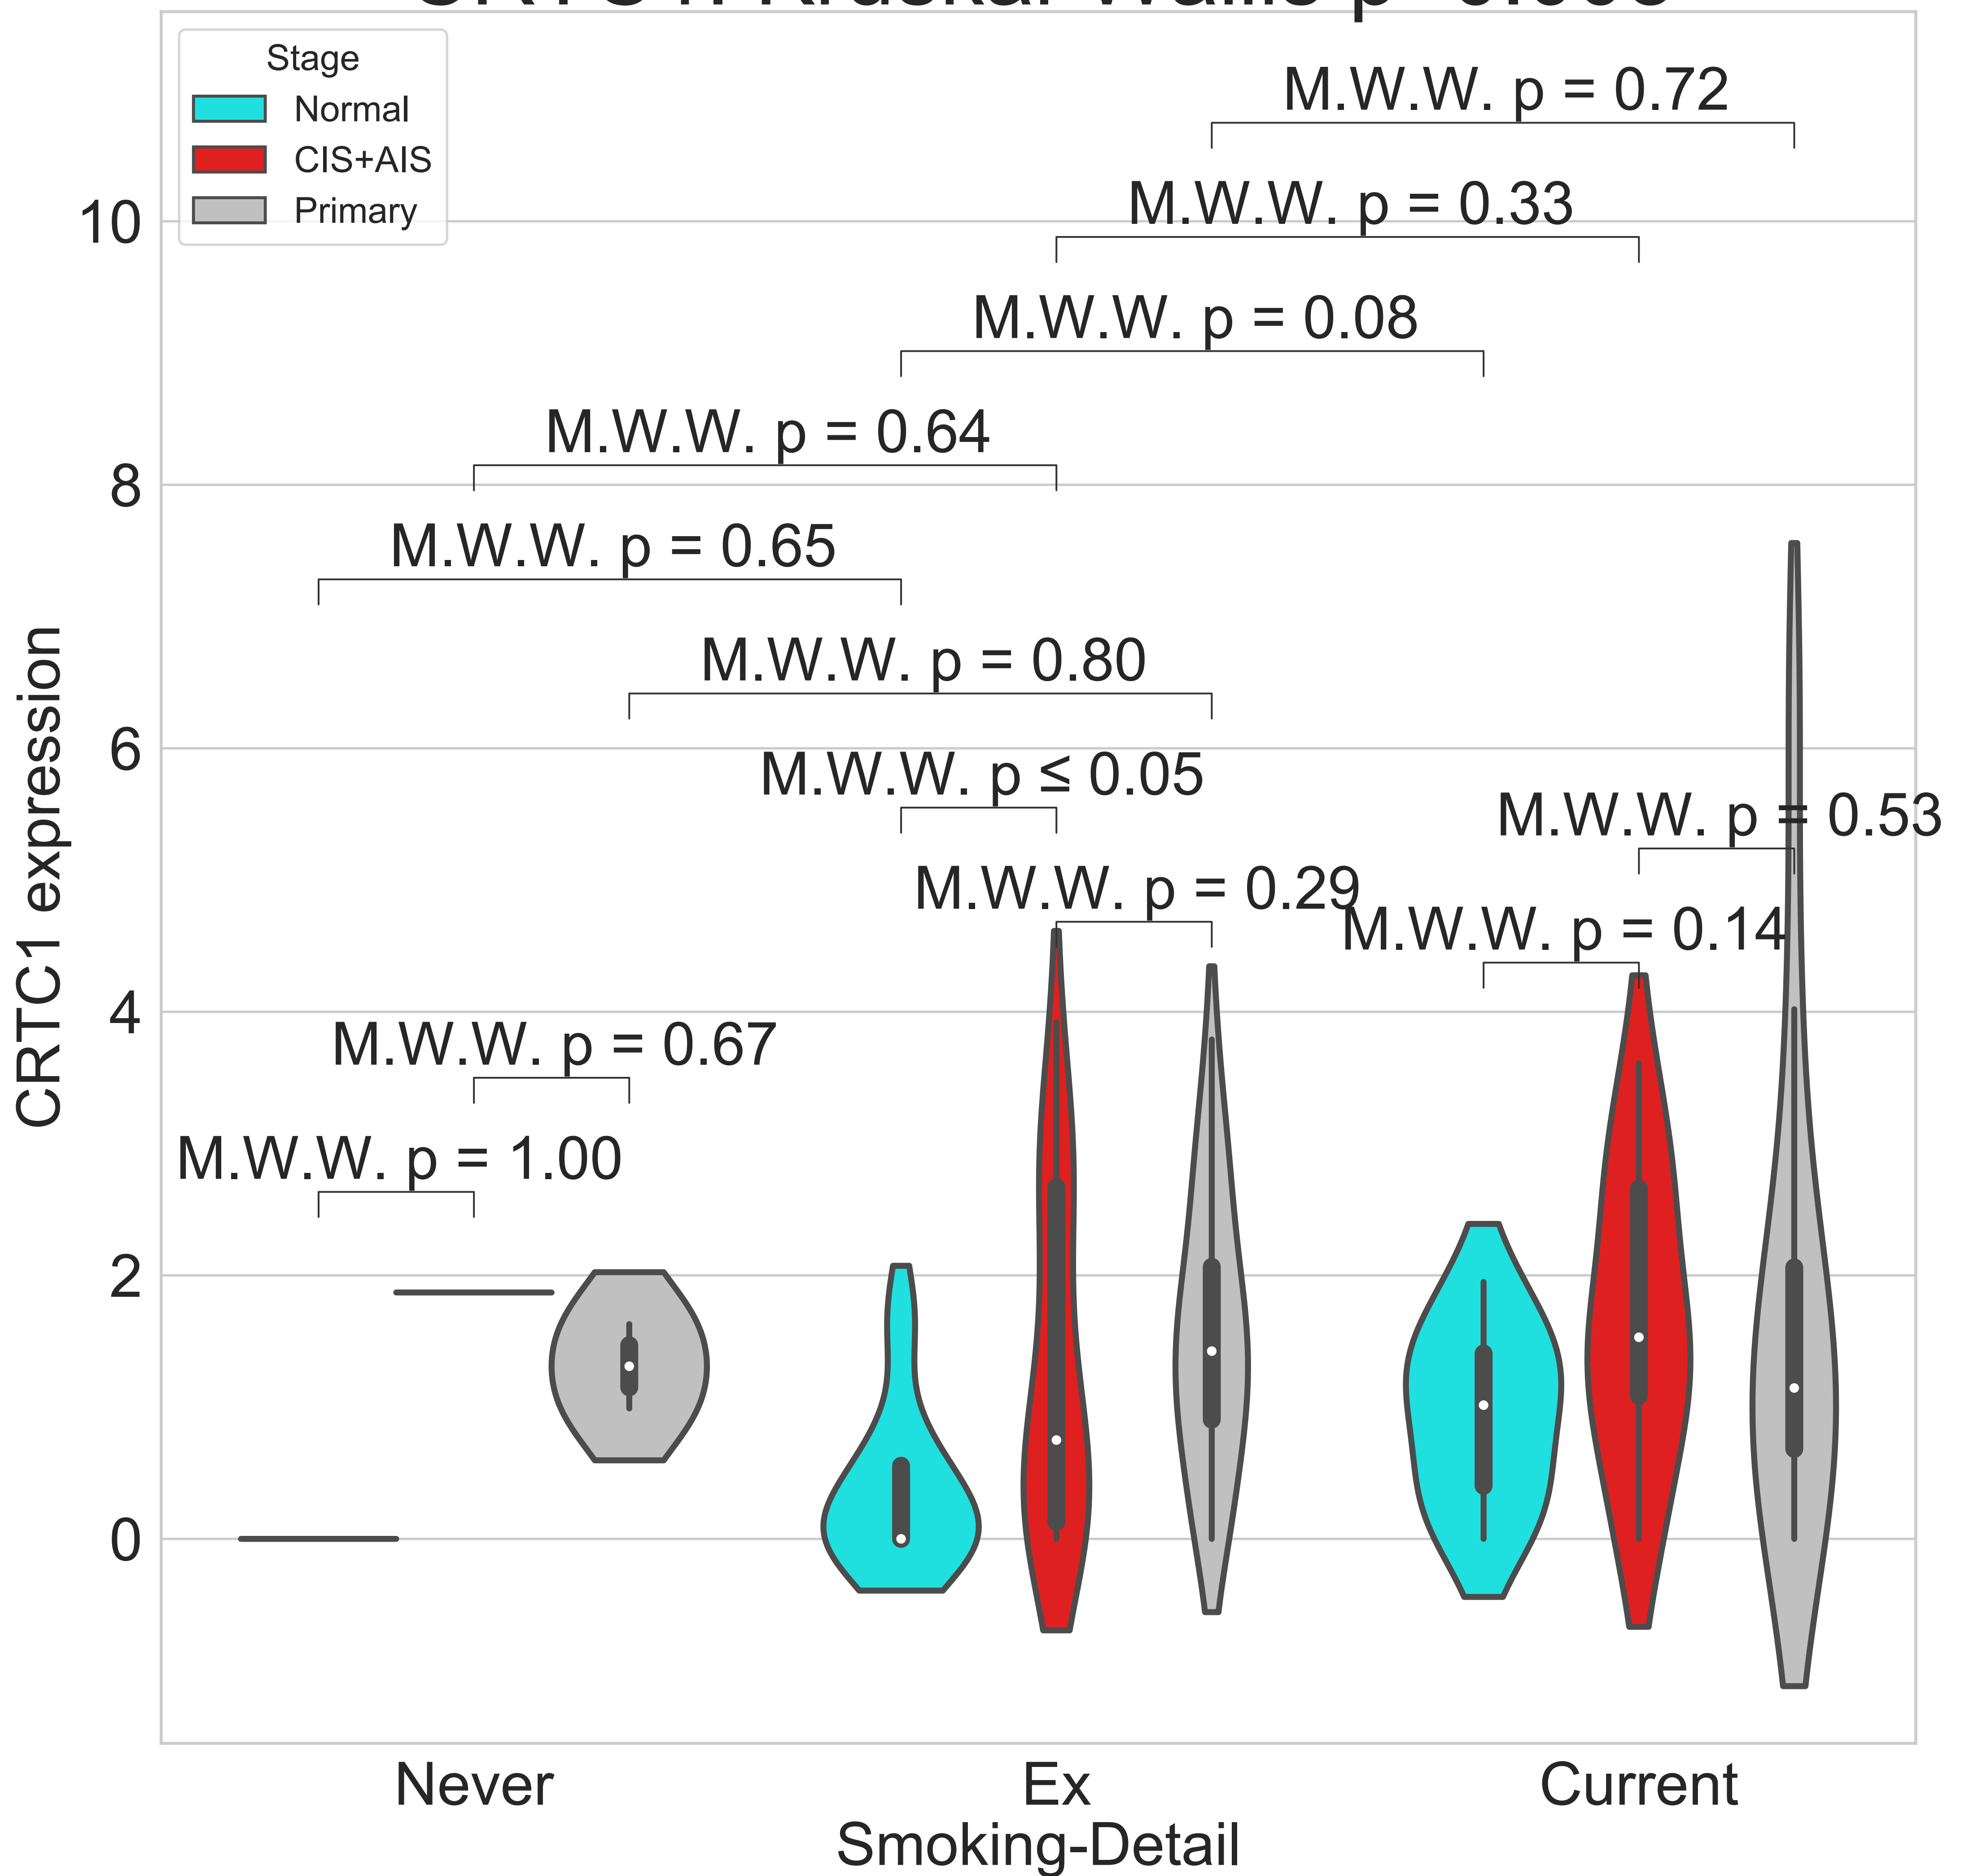 Stage
Normal
CIS+AIS
Primary
M.W.W. p = 0.72
M.W.W. p = 0.33
M.W.W. p = 0.08
M.W.W. p = 0.64
M.W.W. p = 0.65
M.W.W. p = 0.80
M.W.W. p ≤ 0.05
M.W.W. p = 0.53
M.W.W. p = 0.29
M.W.W. p = 0.14
M.W.W. p = 0.67
M.W.W. p = 1.00
10
8
6
4
2
0
CRTC1 expression
Never
Ex
Current
Smoking-Detail